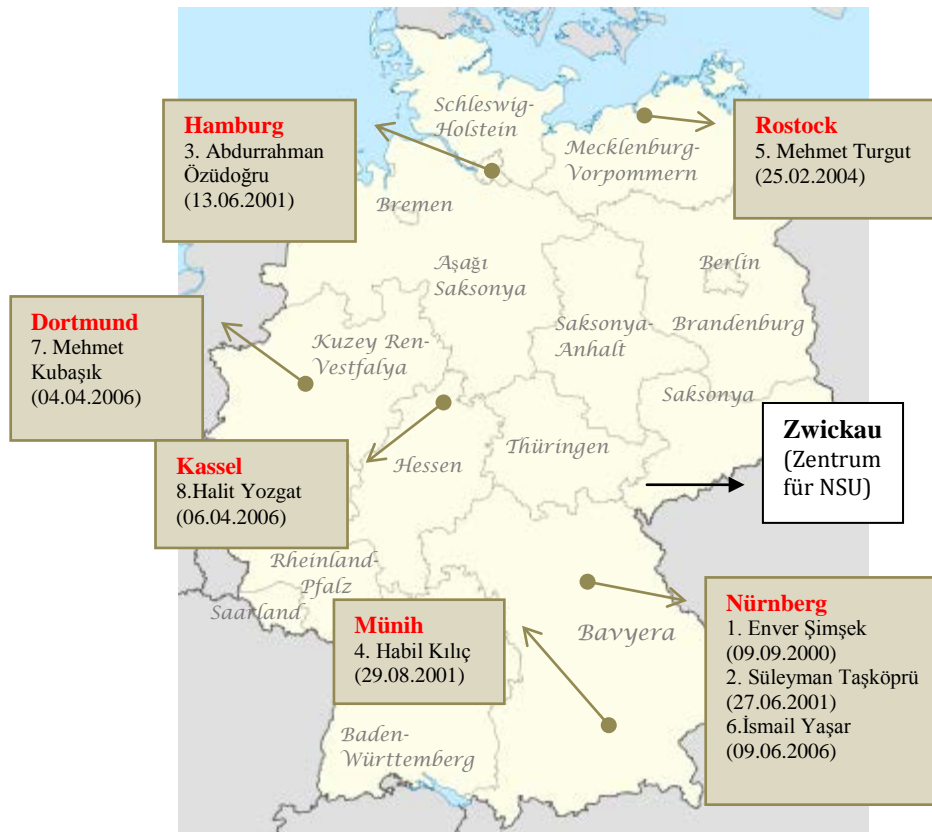 Schleswig-
Holstein
Mecklenburg-
Vorpommern
Hamburg
3. Abdurrahman
Özüdoğru
(13.06.2001)
Rostock
5. Mehmet Turgut
(25.02.2004)
Bremen
Aşağı
Saksonya
Berlin
Brandenburg
Saksonya-
Anhalt
Dortmund
7. Mehmet
Kubaşık
(04.04.2006)
Kuzey Ren-
Vestfalya
Saksonya
Zwickau
(Zentrum
für NSU)
Kassel
8.Halit Yozgat
(06.04.2006)
Hessen
Thüringen
Rheinland-
Pfalz
Saarland
Münih
4. Habil Kılıç
(29.08.2001)
Bavyera
Nürnberg
1. Enver Şimşek
(09.09.2000)
2. Süleyman Taşköprü
(27.06.2001)
6.İsmail Yaşar
(09.06.2006)
Baden-
Württemberg